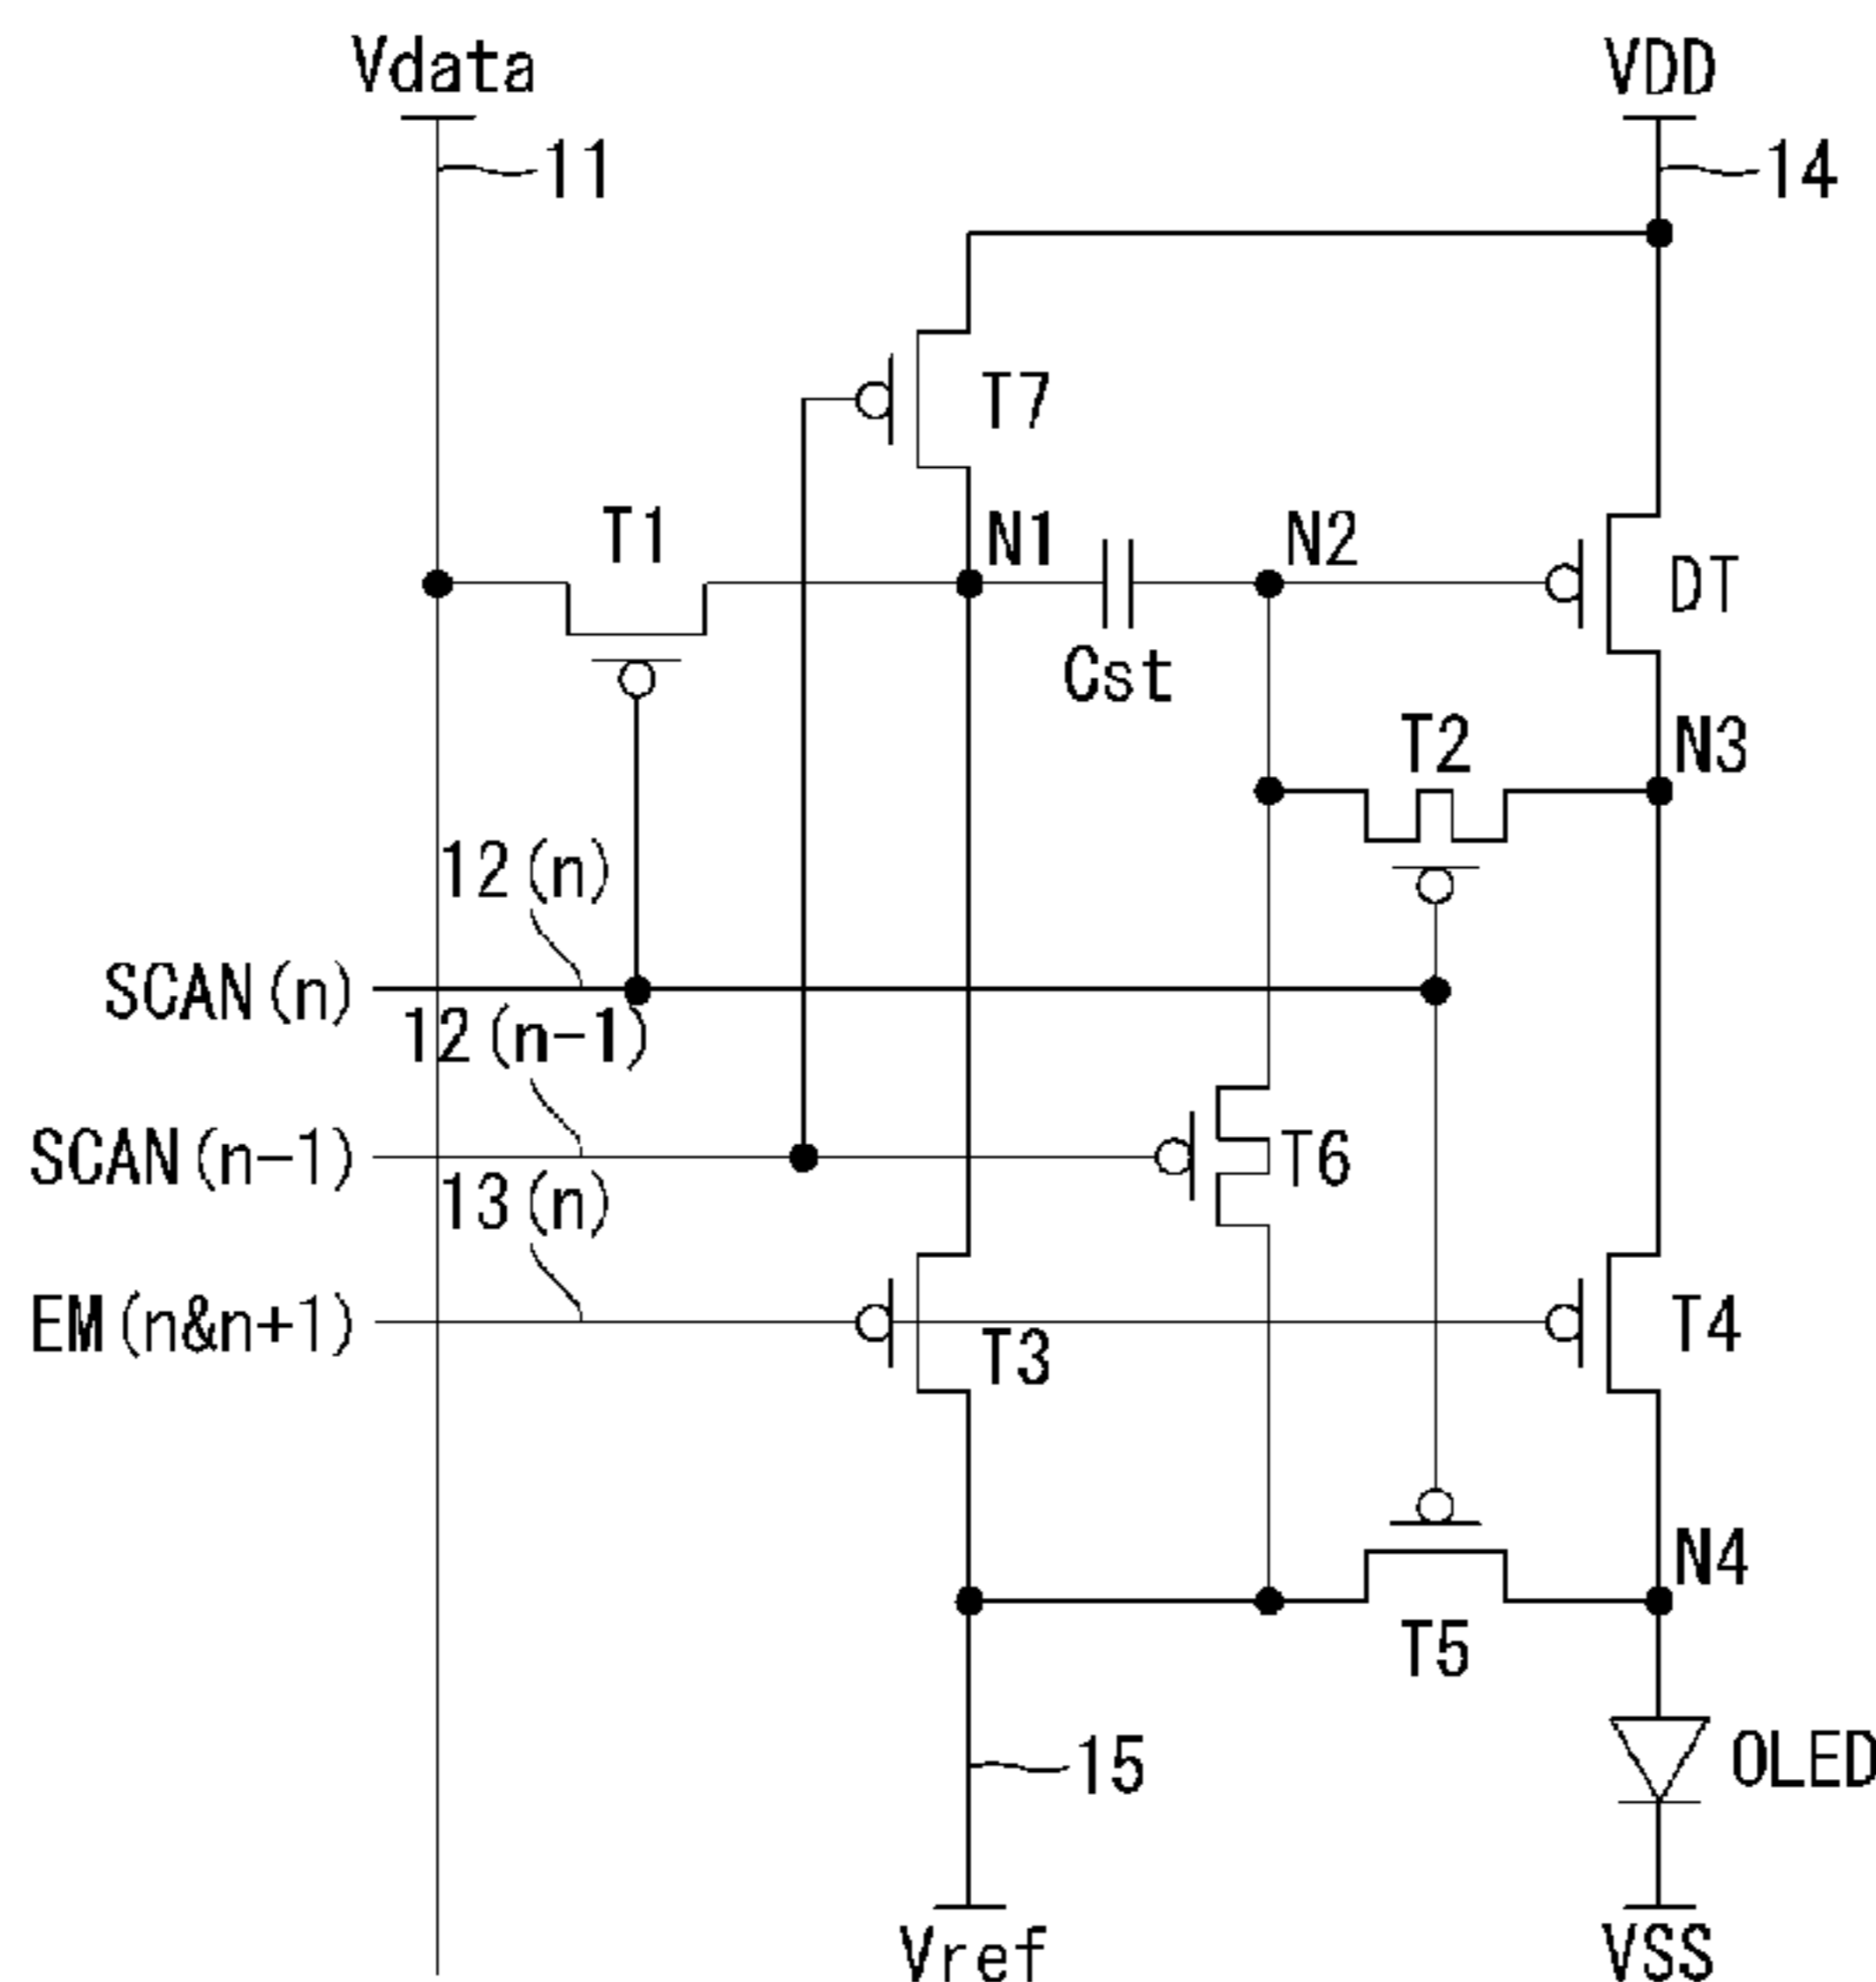 Vdata
VDD
11
14
T7
T1
N1
N2
DT
Cst
T2
N3
12(n)
SCAN(n)
12(n-1)
SCAN(n-1)
T6
13(n)
EM(n&n+1)
T3
T4
N4
T5
15
OLED
Vref
VSS